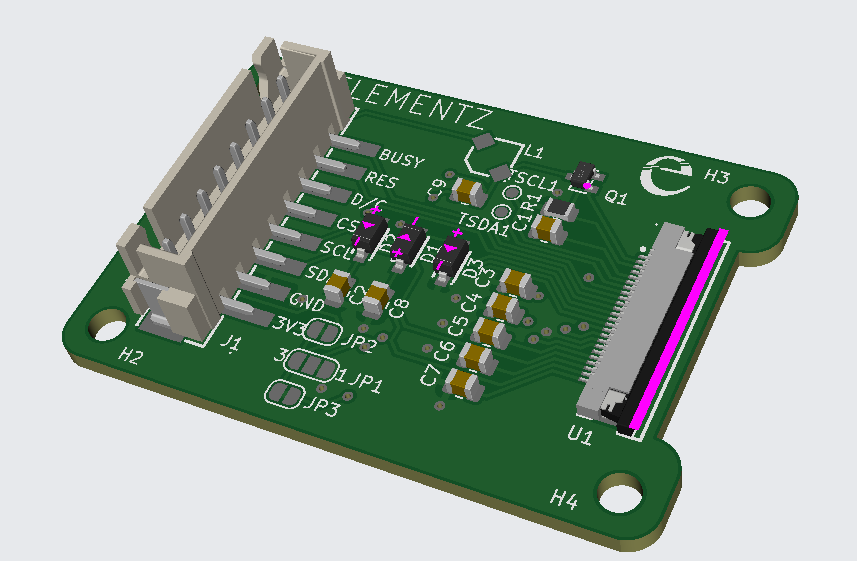 ELEMENTZ
L1
BUSY
RES
D/C
CS
SCL
SD
GND
3V3
C9
TSCL1
R1
Q1
H3
TSDA1
C1
D3
C3
C4
C5
C6
C7
C8
J1
JP2
3
1
JP1
JP3
H2
U1
H4